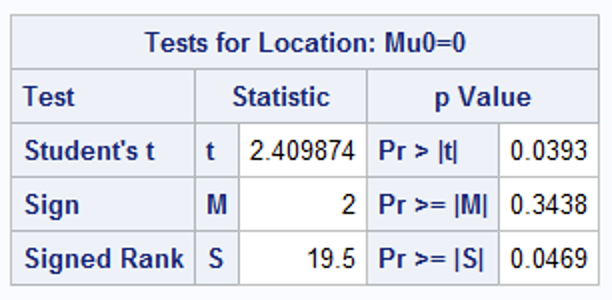 Tests for Location: Mu0=0
Test Statistic p Value
Student's t t 2.409874 Pr > |t| 0.0393
Sign M 2 Pr >= |M| 0.3438
Signed Rank S 19.5 Pr >= |S| 0.0469